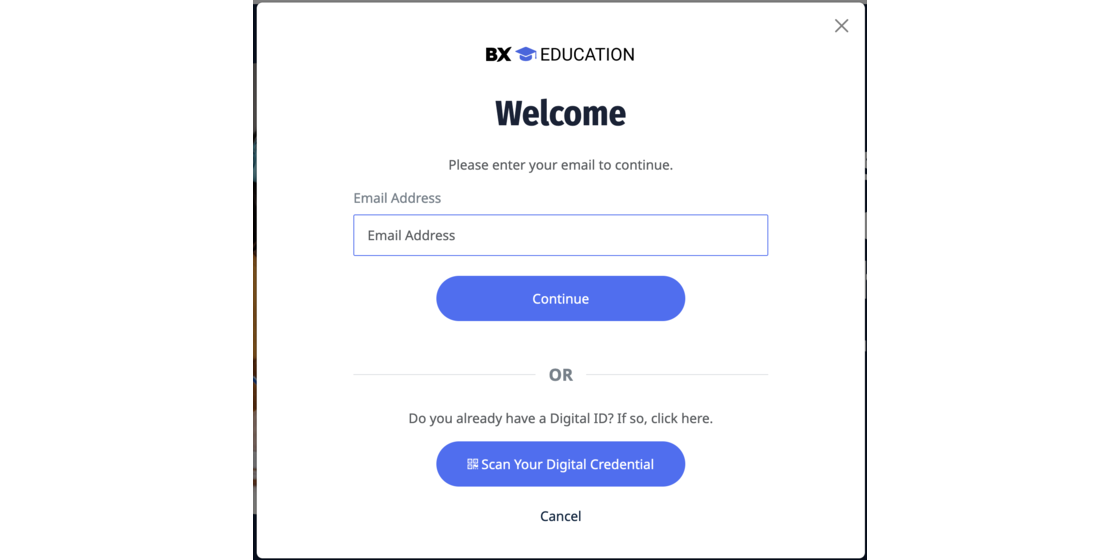 BX EDUCATION
Welcome
Please enter your email to continue.
Email Address
Email Address
Continue
OR
Do you already have a Digital ID? If so, click here.
Scan Your Digital Credential
Cancel